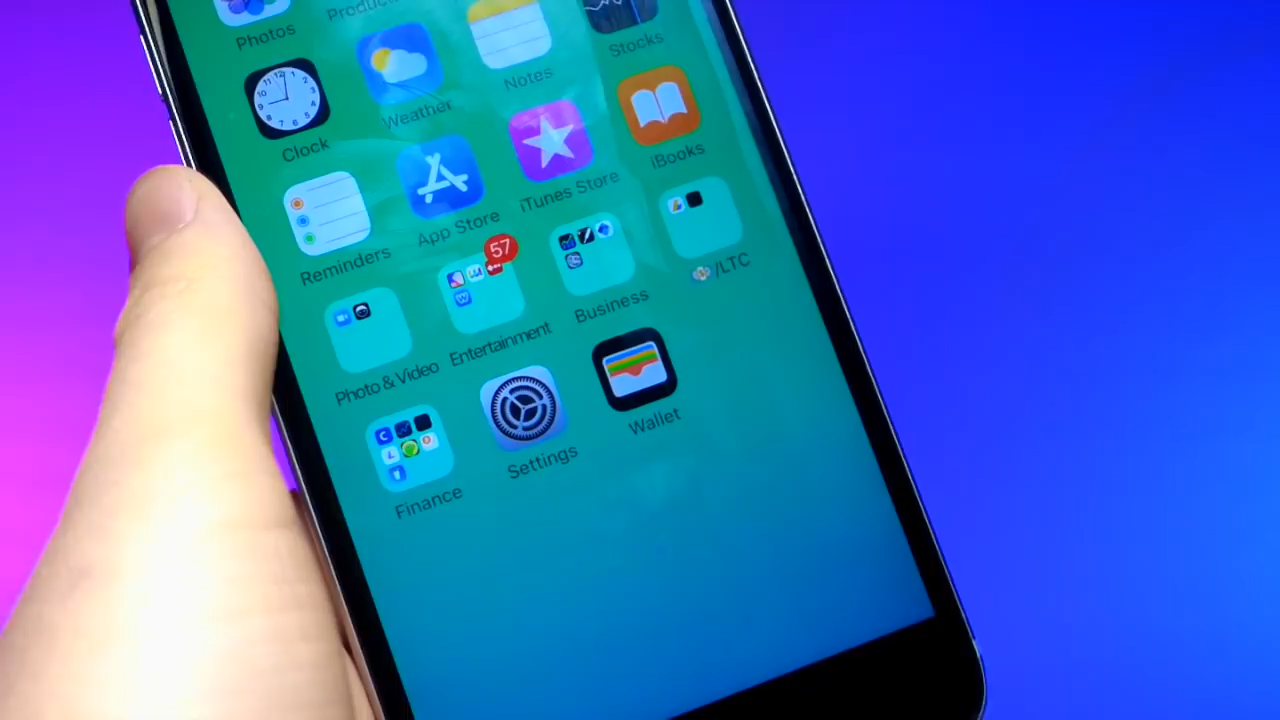 Photos
Produc
Clock
Weather
Notes
Stocks
Reminders
App Store
iTunes Store
iBooks
Photo & Video
Entertainment
57
Business
/LTC
Finance
Settings
Wallet